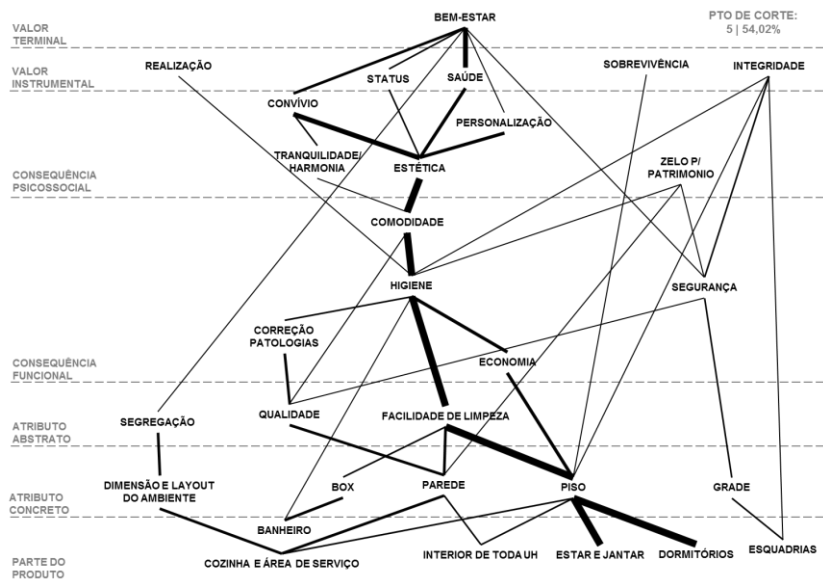 BEM-ESTAR
PTO DE CORTE:
5 | 54,02%
VALOR
TERMINAL
REALIZAÇÃO
STATUS
SAÚDE
SOBREVIVÊNCIA
INTEGRIDADE
VALOR
INSTRUMENTAL
CONVÍVIO
PERSONALIZAÇÃO
TRANQUILIDADE/
HARMONIA
ESTÉTICA
ZELO P/
PATRIMONIO
CONSEQUÊNCIA
PSICOSSOCIAL
COMODIDADE
HIGIENE
SEGURANÇA
CORREÇÃO
PATOLOGIAS
ECONOMIA
CONSEQUÊNCIA
FUNCIONAL
SEGREGAÇÃO
QUALIDADE
FACILIDADE DE LIMPEZA
ATRIBUTO
ABSTRATO
DIMENSÃO E LAYOUT
DO AMBIENTE
BOX
PAREDE
PISO
GRADE
ATRIBUTO
CONCRETO
BANHEIRO
COZINHA E ÁREA DE SERVIÇO
INTERIOR DE TODA UH
ESTAR E JANTAR
DORMITÓRIOS
ESQUADRIAS
PARTE DO
PRODUTO